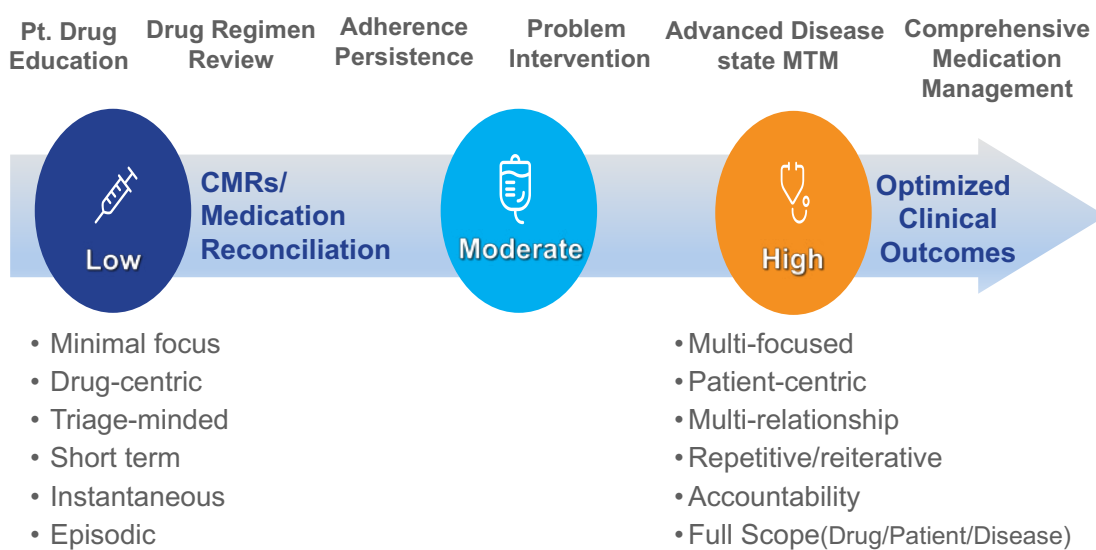 Pt. Drug
Education
Drug Regimen
Review
Adherence
Persistence
Problem
Intervention
Advanced Disease
state MTM
Comprehensive
Medication
Management
Low
CMRs/
Medication
Reconciliation
Moderate
High
Optimized
Clinical
Outcomes
• Minimal focus
• Drug-centric
• Triage-minded
• Short term
• Instantaneous
• Episodic
• Multi-focused
• Patient-centric
• Multi-relationship
• Repetitive/reiterative
• Accountability
• Full Scope(Drug/Patient/Disease)